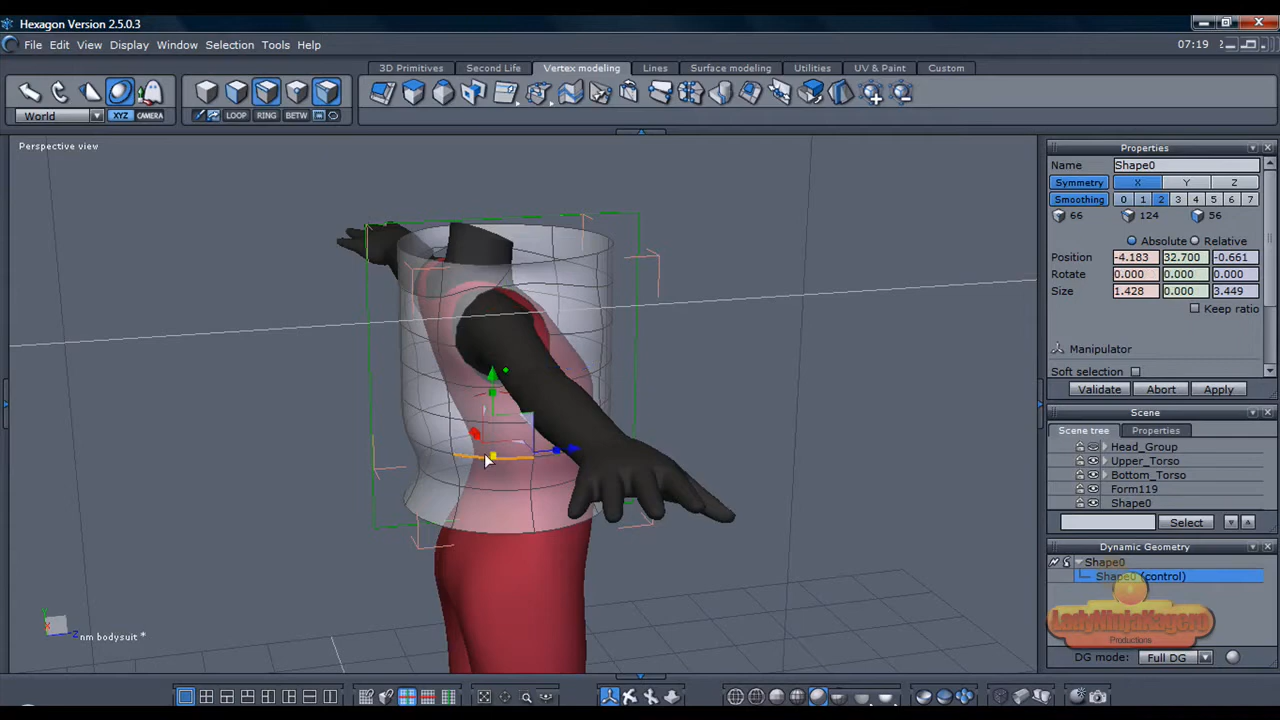 Hexagon Version 2.5.0.3
File Edit View Display Window Selection Tools Help
07:19
3D Primitives Second Life Vertex modeling Lines Surface modeling Utilities UV & Paint Custom
World XYZ CAMERA LOOP RING BETW
Perspective view
Properties
Name Shape0
Symmetry X Y Z
Smoothing 0 1 2 3 4 5 6 7
66 124 56
Absolute Relative
Position -4.183 32.700 -0.661
Rotate 0.000 0.000 0.000
Size 1.428 0.000 3.449
Keep ratio
Manipulator
Soft selection
Validate Abort Apply
Scene
Scene tree Properties
Head_Group
Upper_Torso
Bottom_Torso
Form119
Shape0
Select
Dynamic Geometry
Shape0
Shape0 (control)
LadyNinjaKagero
Productions
DG mode: Full DG
nm bodysuit *